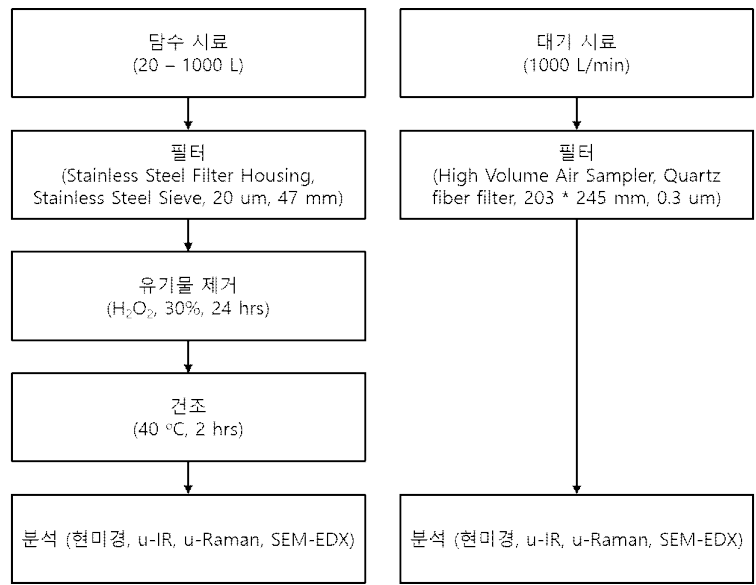 담수 시료
(20 – 1000 L)
필터
(Stainless Steel Filter Housing,
Stainless Steel Sieve, 20 um, 47 mm)
유기물 제거
(H₂O₂, 30%, 24 hrs)
건조
(40 ºC, 2 hrs)
분석 (현미경, u-IR, u-Raman, SEM-EDX)
대기 시료
(1000 L/min)
필터
(High Volume Air Sampler, Quartz
fiber filter, 203 * 245 mm, 0.3 um)
분석 (현미경, u-IR, u-Raman, SEM-EDX)